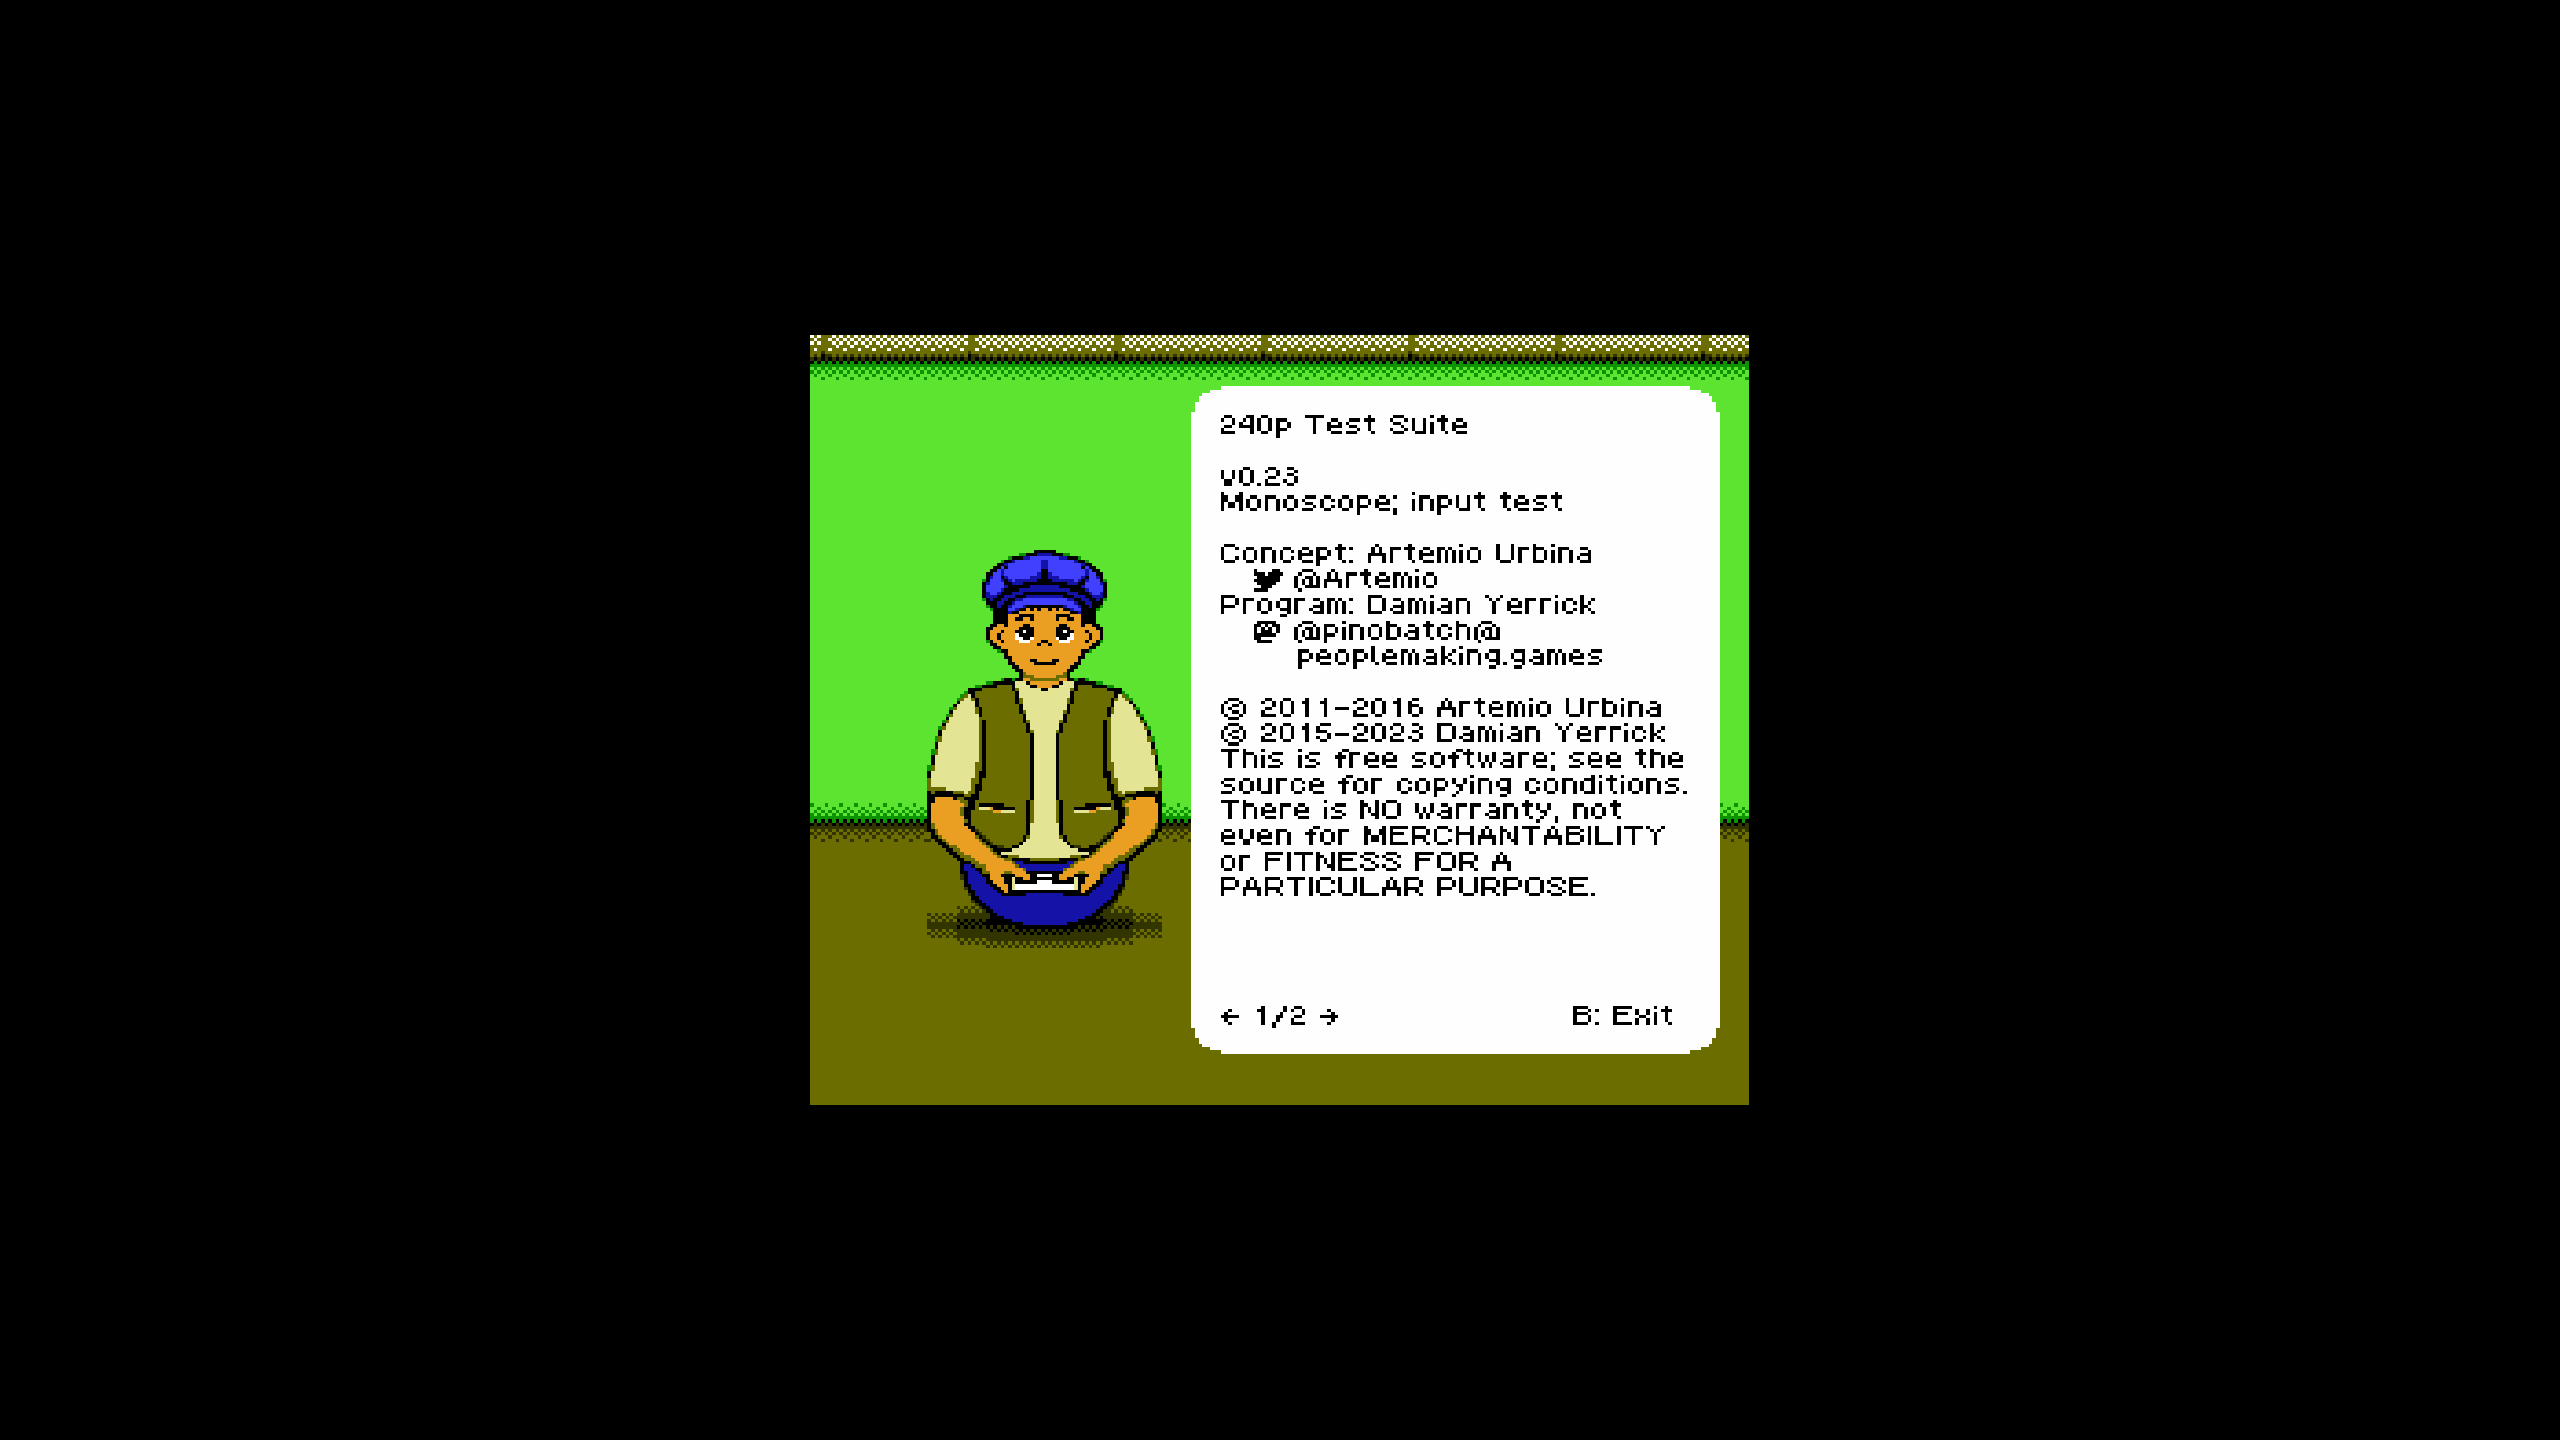 240p Test Suite
v0.23
Monoscope; input test
Concept: Artemio Urbina
@Artemio
Program: Damian Yerrick
@pinobatch@
peoplemaking.games
© 2011-2016 Artemio Urbina
© 2015-2023 Damian Yerrick
This is free software; see the
source for copying conditions.
There is NO warranty, not
even for MERCHANTABILITY
or FITNESS FOR A
PARTICULAR PURPOSE.
← 1/2 → B: Exit